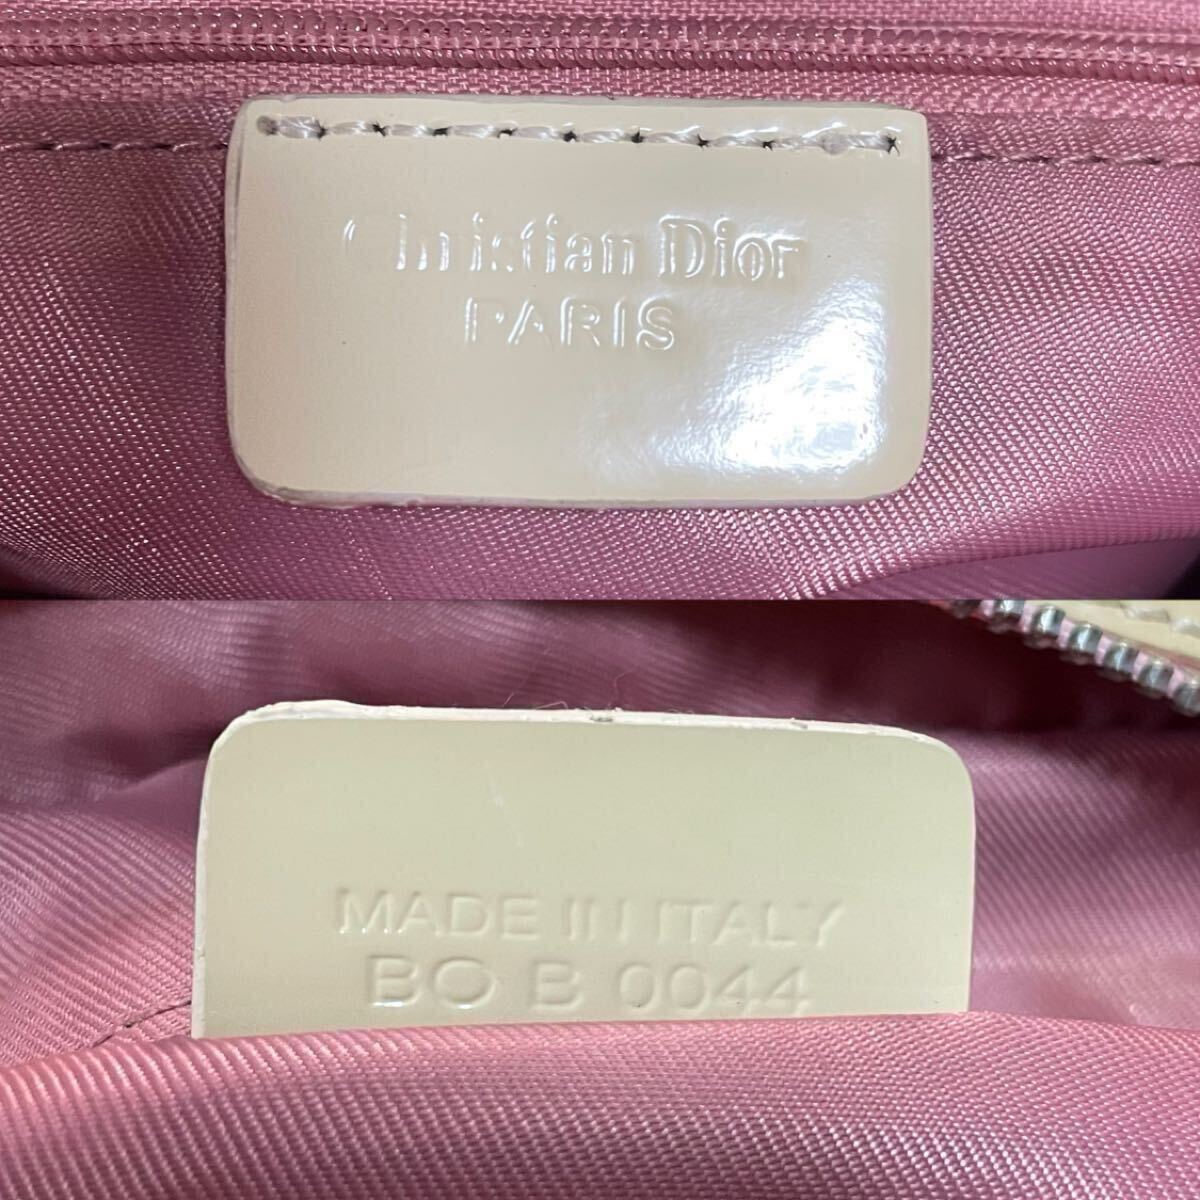 Christian Dior
PARIS
MADE IN ITALY
BO B 0044